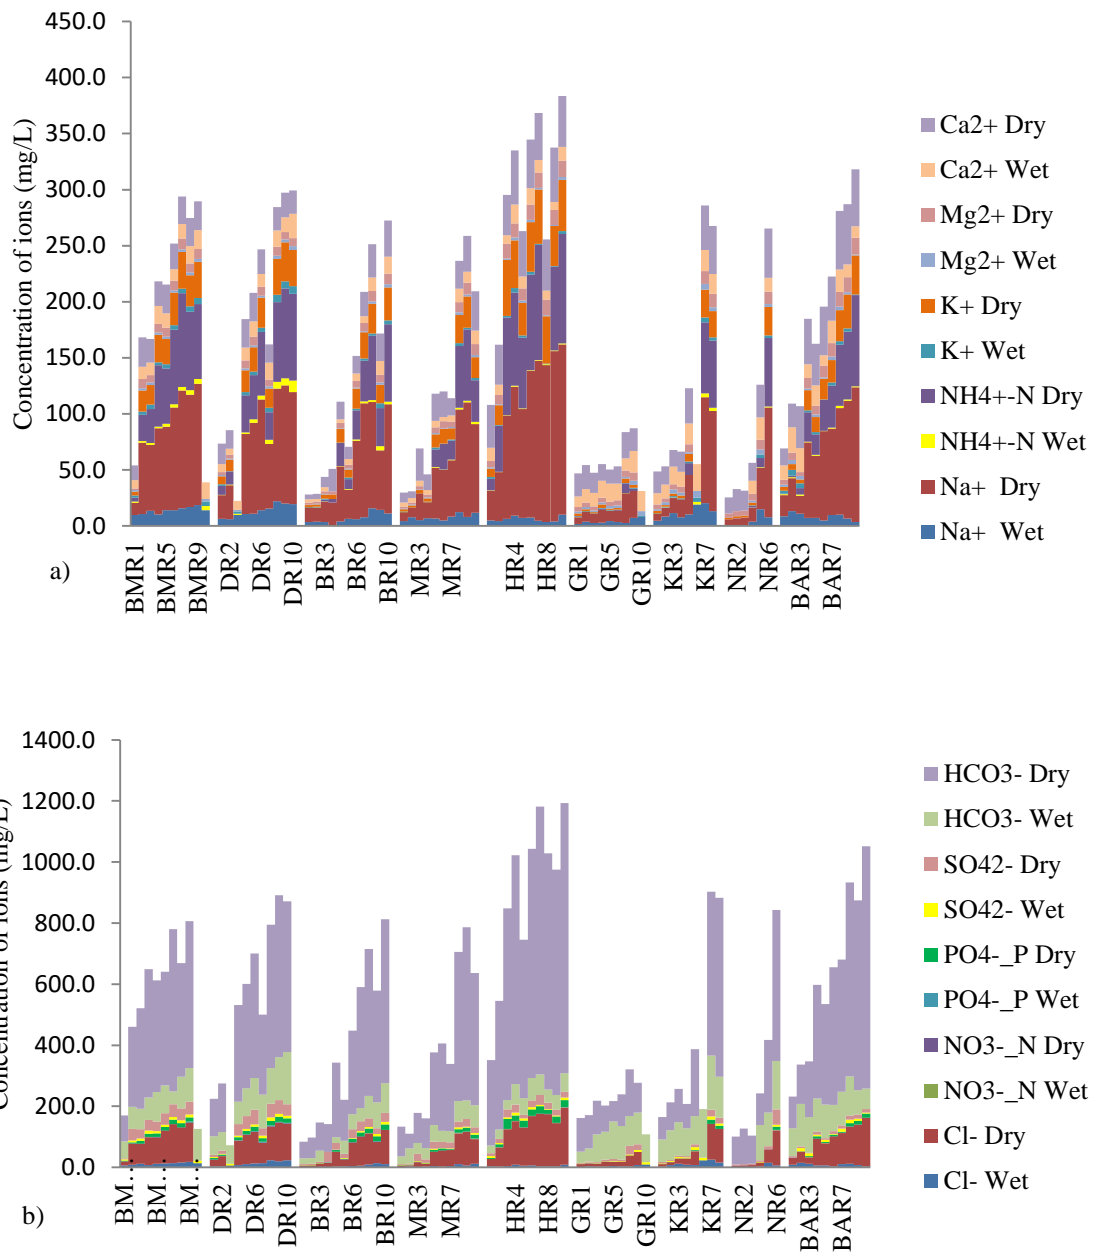 450.0
400.0
350.0
300.0
250.0
200.0
150.0
100.0
50.0
0.0
Concentration of ions (mg/L)
BMR1
BMR5
BMR9
DR2
DR6
DR10
BR3
BR6
BR10
MR3
MR7
HR4
HR8
GR1
GR5
GR10
KR3
KR7
NR2
NR6
BAR3
BAR7
Ca2+ Dry
Ca2+ Wet
Mg2+ Dry
Mg2+ Wet
K+ Dry
K+ Wet
NH4+-N Dry
NH4+-N Wet
Na+ Dry
Na+ Wet
a)
1400.0
1200.0
1000.0
800.0
600.0
400.0
200.0
0.0
Concentration of ions (mg/L)
BM…
BM…
BM…
DR2
DR6
DR10
BR3
BR6
BR10
MR3
MR7
HR4
HR8
GR1
GR5
GR10
KR3
KR7
NR2
NR6
BAR3
BAR7
HCO3- Dry
HCO3- Wet
SO42- Dry
SO42- Wet
PO4-_P Dry
PO4-_P Wet
NO3-_N Dry
NO3-_N Wet
Cl- Dry
Cl- Wet
b)